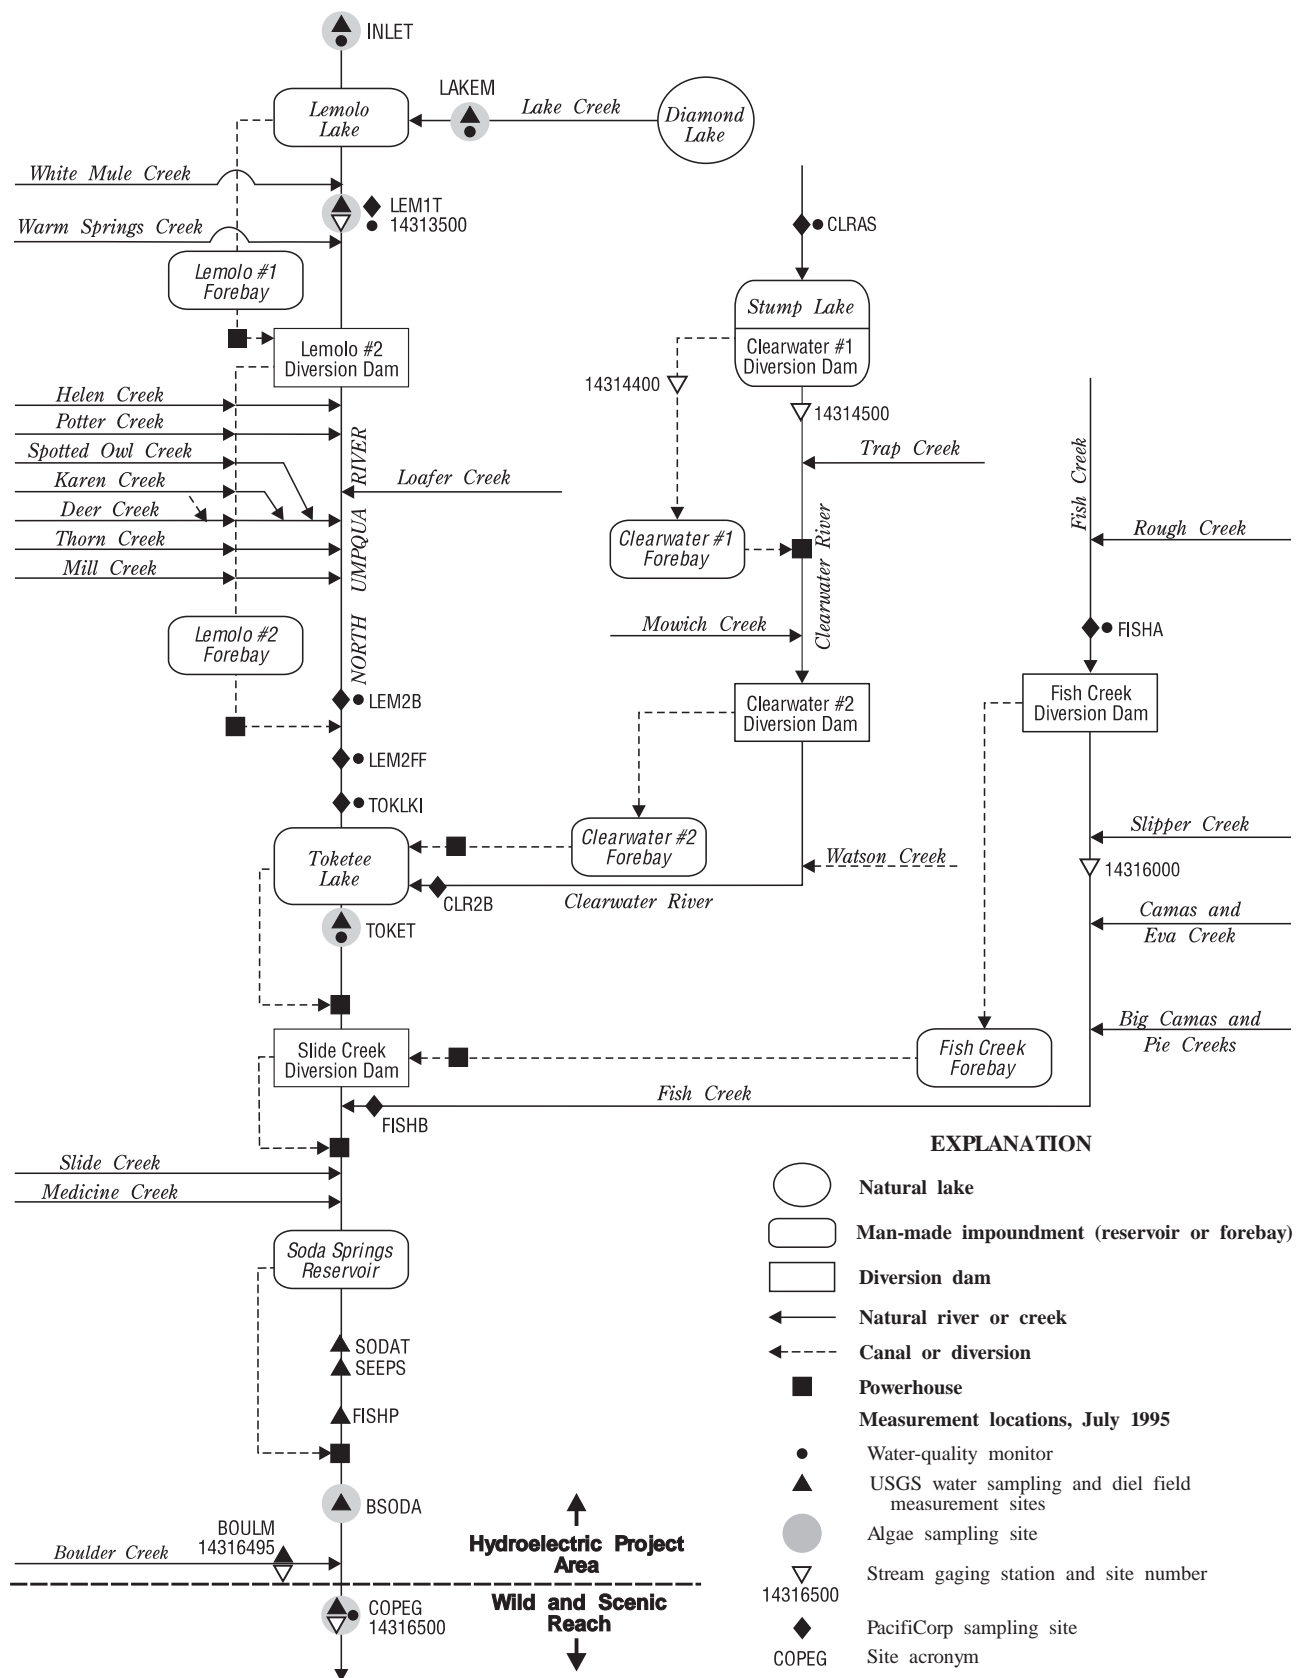 INLET
LAKEM
Lemolo
Lake
Lake Creek
Diamond
Lake
White Mule Creek
LEM1T
14313500
Warm Springs Creek
CLRAS
Lemolo #1
Forebay
Stump Lake
Clearwater #1
Diversion Dam
Lemolo #2
Diversion Dam
14314400
14314500
Helen Creek
Potter Creek
Spotted Owl Creek
Karen Creek
Deer Creek
Thorn Creek
Mill Creek
NORTH UMPQUA RIVER
Loafer Creek
Trap Creek
Clearwater River
Fish Creek
Rough Creek
Clearwater #1
Forebay
Lemolo #2
Forebay
Mowich Creek
FISHA
LEM2B
Clearwater #2
Diversion Dam
Fish Creek
Diversion Dam
LEM2FF
TOKLKI
Toketee
Lake
Clearwater #2
Forebay
Watson Creek
Slipper Creek
14316000
CLR2B
Clearwater River
TOKET
Camas and
Eva Creek
Big Camas and
Pie Creeks
Slide Creek
Diversion Dam
Fish Creek
Forebay
Fish Creek
FISHB
Slide Creek
Medicine Creek
Soda Springs
Reservoir
SODAT
SEEPS
FISHP
BSODA
BOULM
14316495
Boulder Creek
Hydroelectric Project
Area
Wild and Scenic
Reach
COPEG
14316500
EXPLANATION
Natural lake
Man-made impoundment (reservoir or forebay)
Diversion dam
Natural river or creek
Canal or diversion
Powerhouse
Measurement locations, July 1995
Water-quality monitor
USGS water sampling and diel field
measurement sites
Algae sampling site
Stream gaging station and site number
14316500
PacifiCorp sampling site
COPEG Site acronym